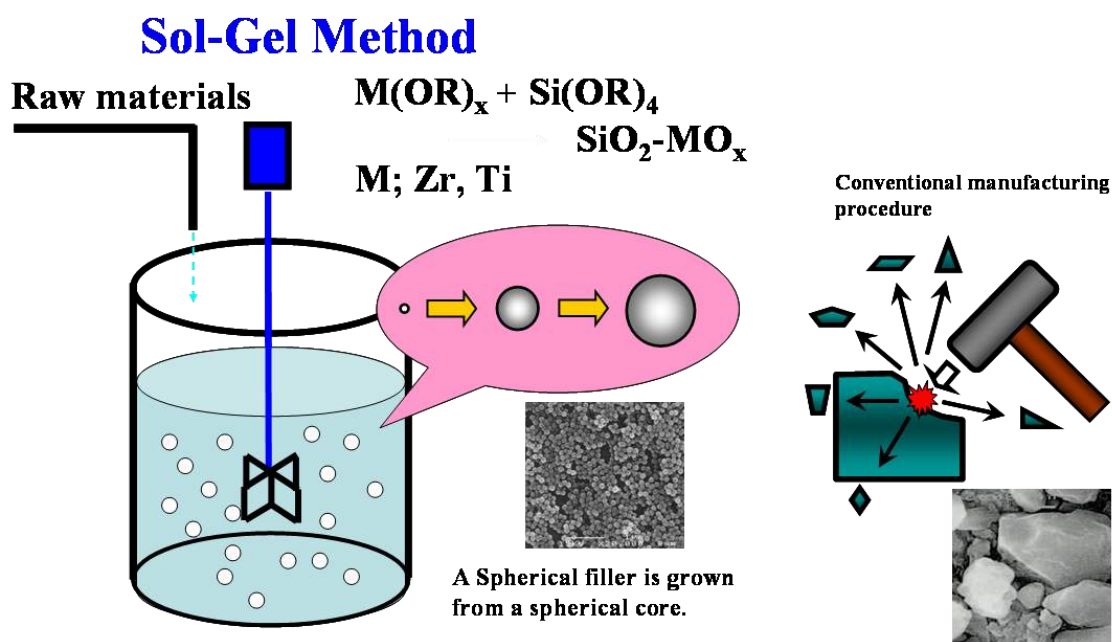 Sol-Gel Method
Raw materials
M(OR)ₓ + Si(OR)₄
SiO₂-MOₓ
M; Zr, Ti
Conventional manufacturing
procedure
A Spherical filler is grown
from a spherical core.